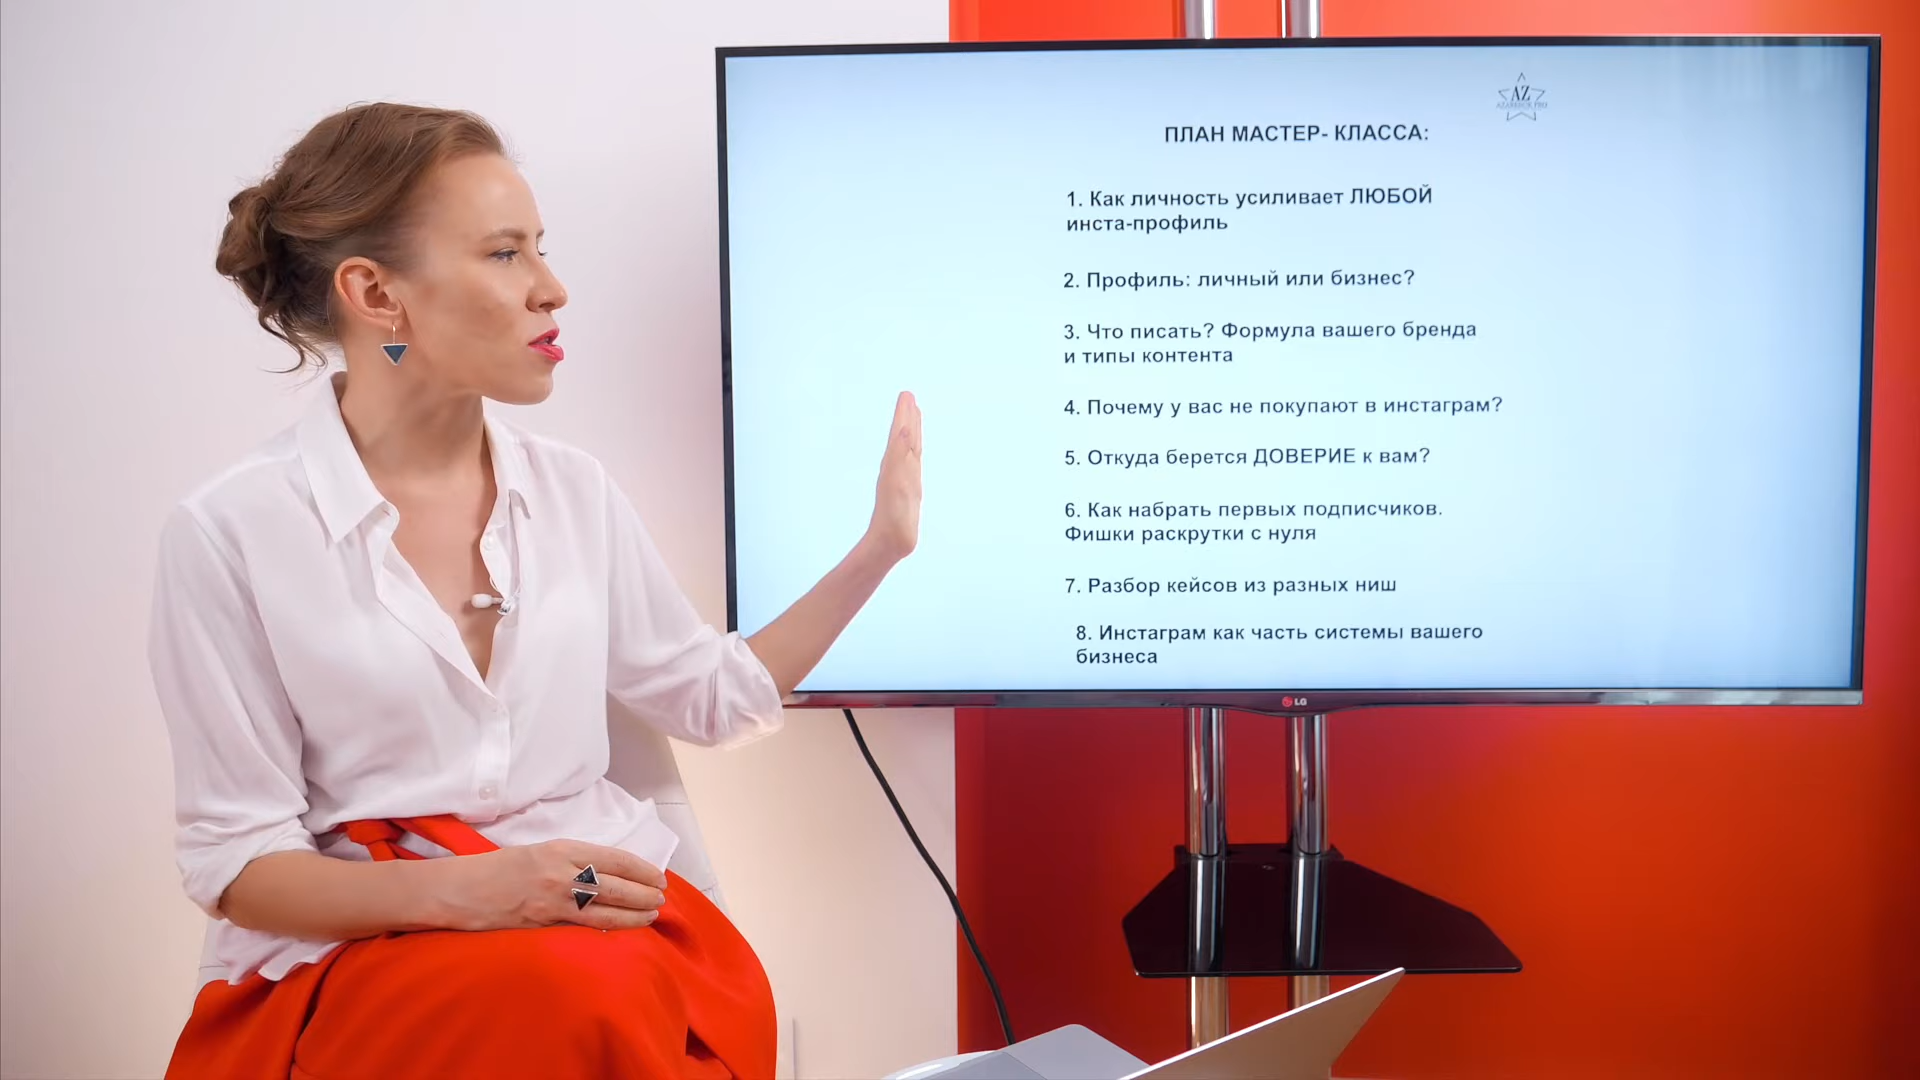 AZ
AZARENOK PRO
ПЛАН МАСТЕР- КЛАССА:
1. Как личность усиливает ЛЮБОЙ
инста-профиль
2. Профиль: личный или бизнес?
3. Что писать? Формула вашего бренда
и типы контента
4. Почему у вас не покупают в инстаграм?
5. Откуда берется ДОВЕРИЕ к вам?
6. Как набрать первых подписчиков.
Фишки раскрутки с нуля
7. Разбор кейсов из разных ниш
8. Инстаграм как часть системы вашего
бизнеса
LG